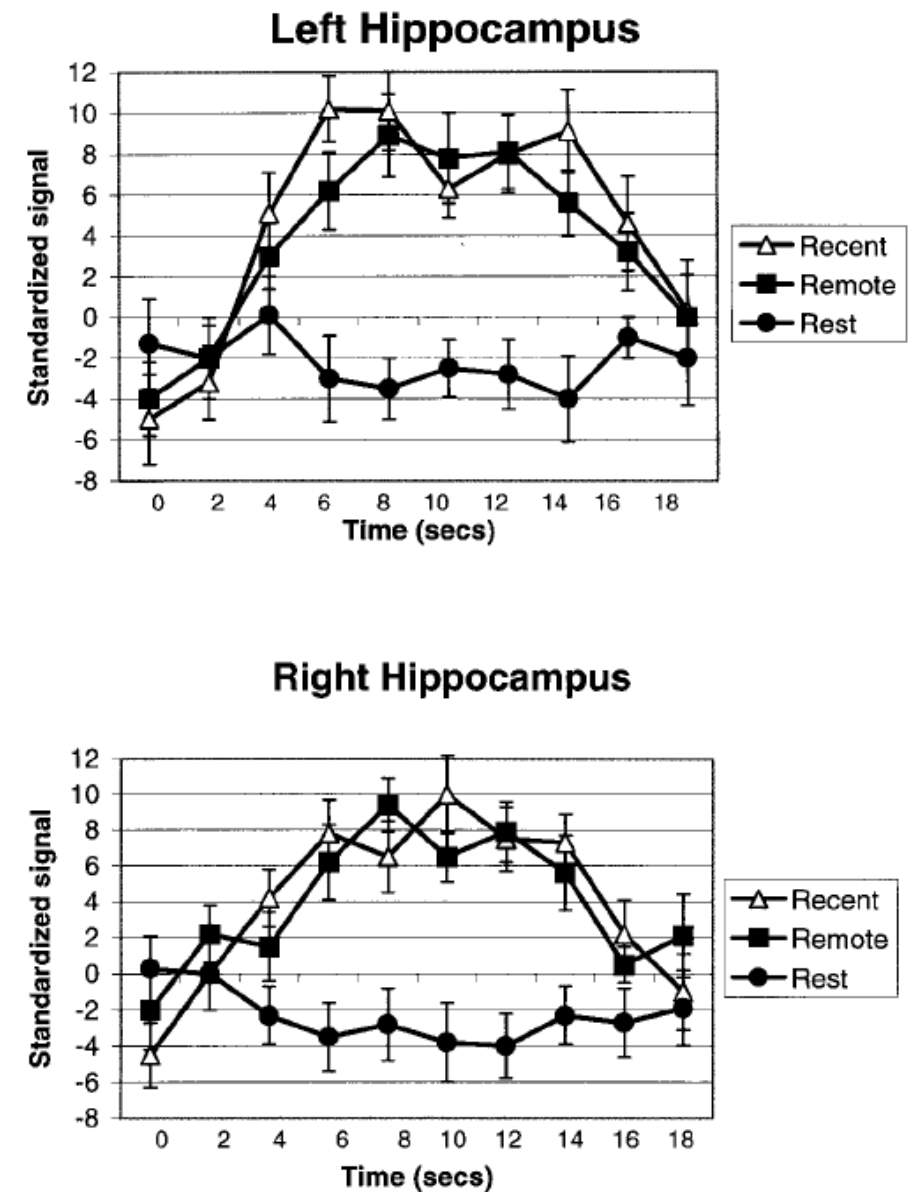 Left Hippocampus
12
10
8
6
4
2
0
-2
-4
-6
-8
Standardized signal
0 2 4 6 8 10 12 14 16 18
Time (secs)
Recent
Remote
Rest
Right Hippocampus
12
10
8
6
4
2
0
-2
-4
-6
-8
Standardized signal
0 2 4 6 8 10 12 14 16 18
Time (secs)
Recent
Remote
Rest